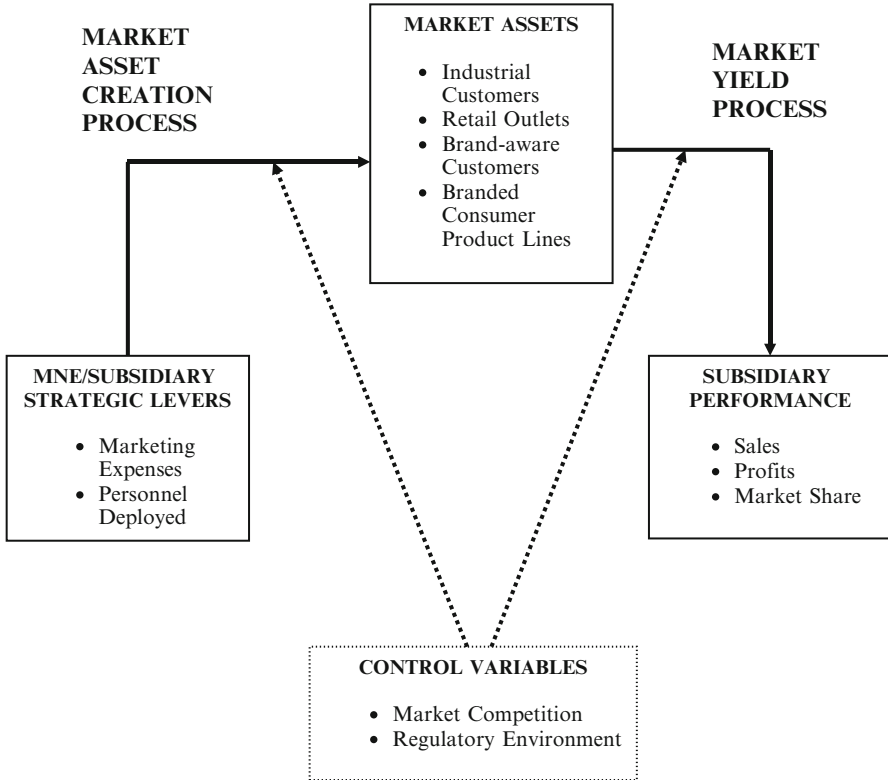 MARKET
ASSET
CREATION
PROCESS
MARKET ASSETS
• Industrial
Customers
• Retail Outlets
• Brand-aware
Customers
• Branded
Consumer
Product Lines
MARKET
YIELD
PROCESS
MNE/SUBSIDIARY
STRATEGIC LEVERS
• Marketing
Expenses
• Personnel
Deployed
SUBSIDIARY
PERFORMANCE
• Sales
• Profits
• Market Share
CONTROL VARIABLES
• Market Competition
• Regulatory Environment